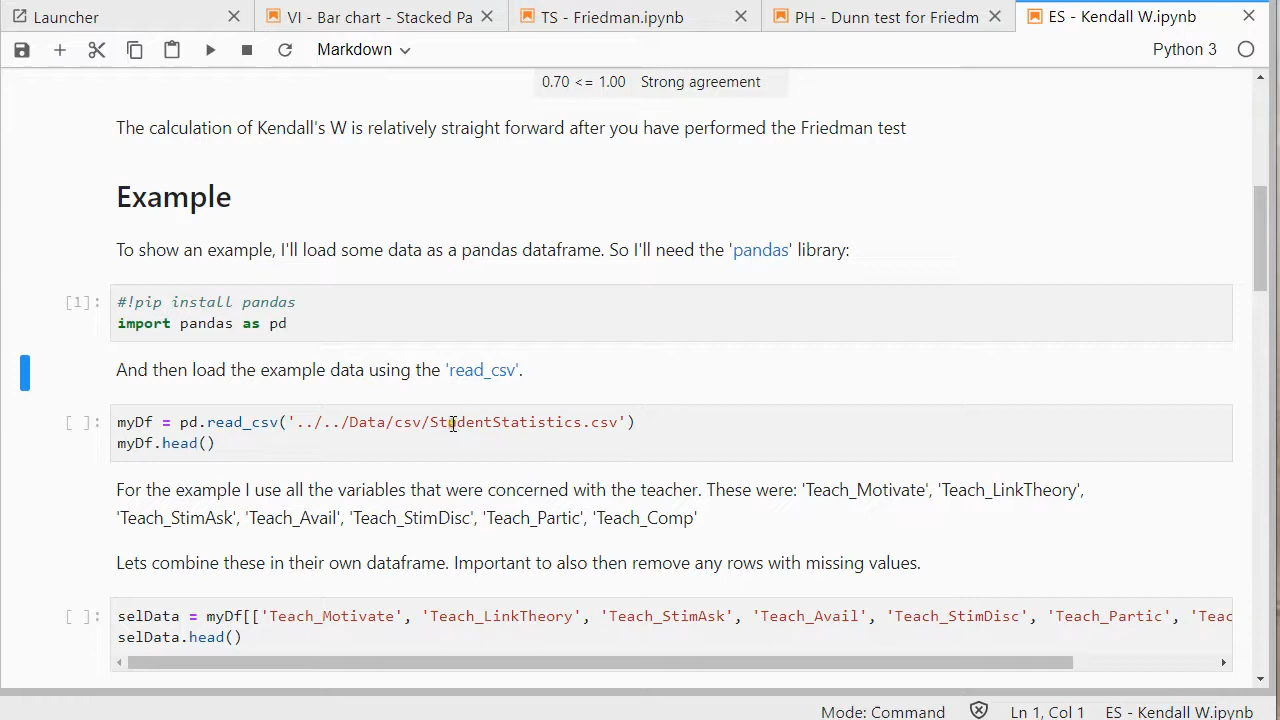 Launcher
VI - Bar chart - Stacked Pa
TS - Friedman.ipynb
PH - Dunn test for Friedm
ES - Kendall W.ipynb
Markdown
Python 3
0.70 <= 1.00 Strong agreement
The calculation of Kendall's W is relatively straight forward after you have performed the Friedman test
Example
To show an example, I'll load some data as a pandas dataframe. So I'll need the 'pandas' library:
[1]: #!pip install pandas
import pandas as pd
And then load the example data using the 'read_csv'.
[ ]: myDf = pd.read_csv('../../Data/csv/StudentStatistics.csv')
myDf.head()
For the example I use all the variables that were concerned with the teacher. These were: 'Teach_Motivate', 'Teach_LinkTheory',
'Teach_StimAsk', 'Teach_Avail', 'Teach_StimDisc', 'Teach_Partic', 'Teach_Comp'
Lets combine these in their own dataframe. Important to also then remove any rows with missing values.
[ ]: selData = myDf[['Teach_Motivate', 'Teach_LinkTheory', 'Teach_StimAsk', 'Teach_Avail', 'Teach_StimDisc', 'Teach_Partic', 'Teac
selData.head()
Mode: Command
Ln 1, Col 1
ES - Kendall W.ipynb